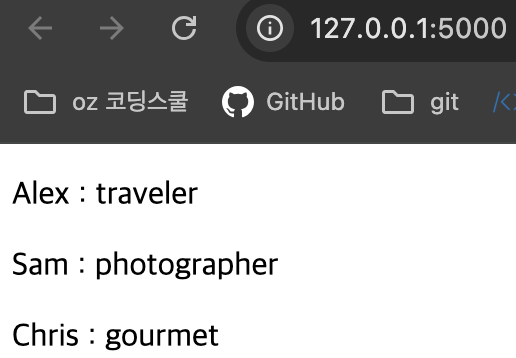 127.0.0.1:5000
oz 코딩스쿨 GitHub git
Alex : traveler
Sam : photographer
Chris : gourmet